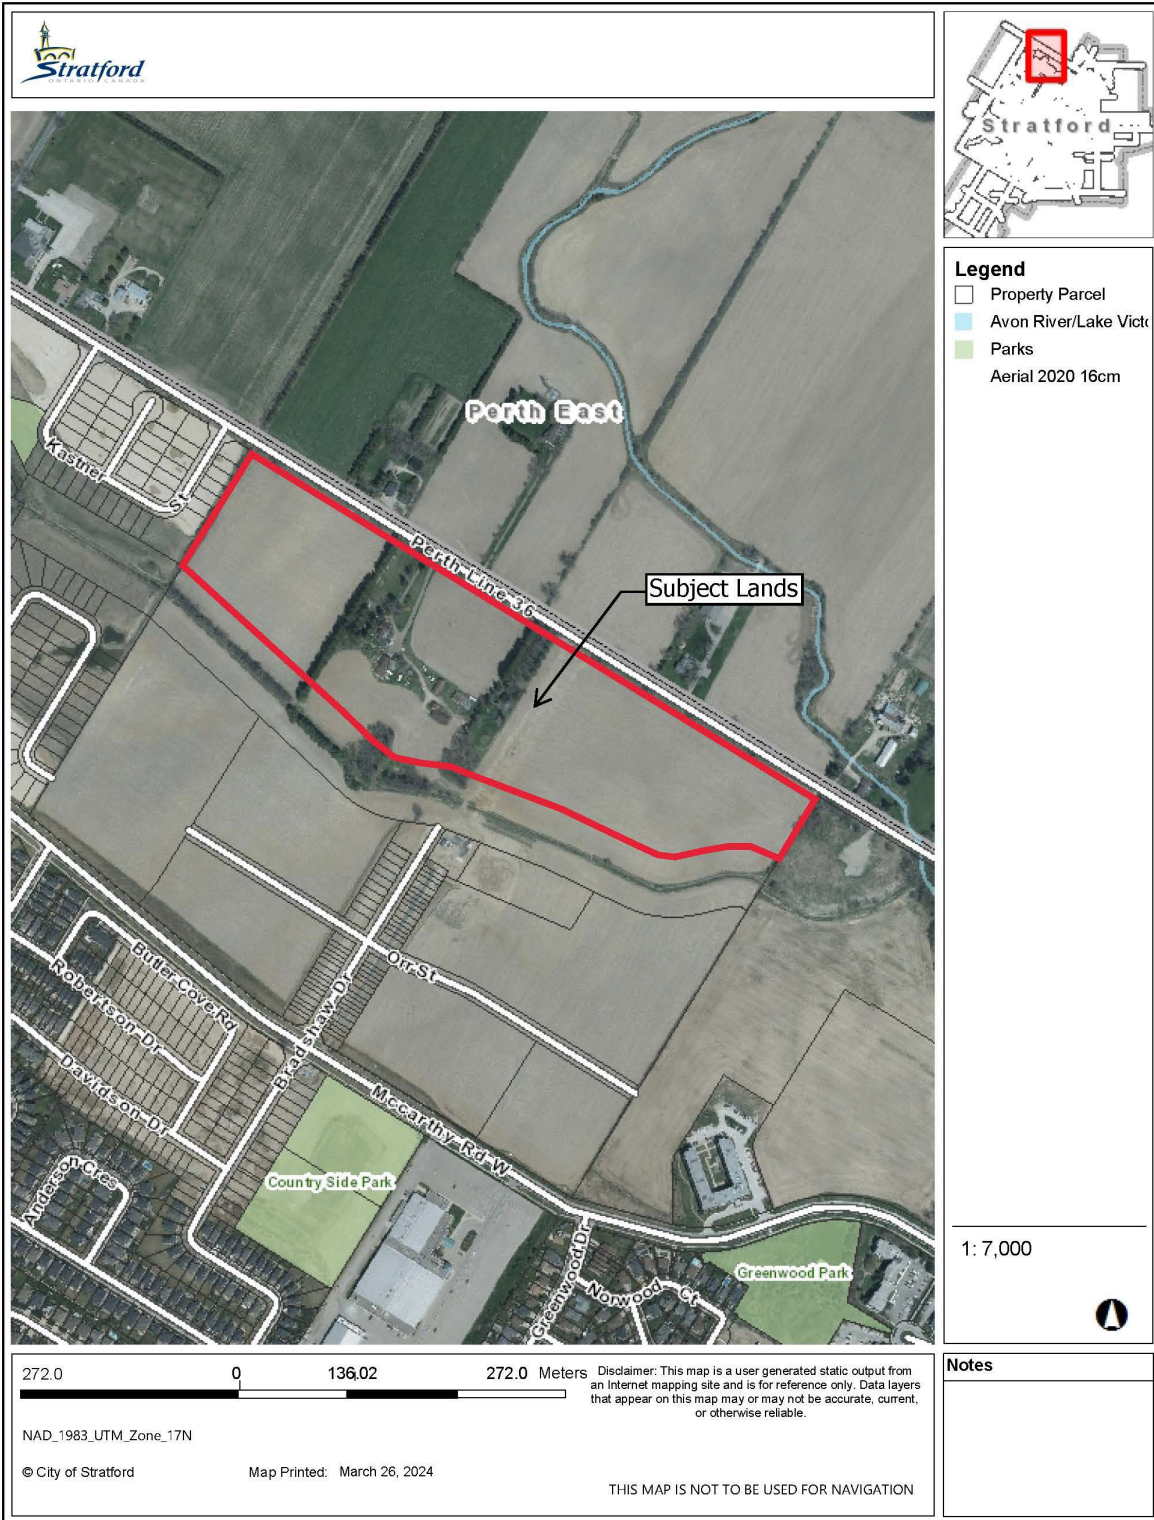 Stratford
ONTARIO CANADA
Stratford
Legend
Property Parcel
Avon River/Lake Victo
Parks
Aerial 2020 16cm
Perth East
Kastner
St
Perth Line 36
Subject Lands
Orr St
Butler Cove Rd
Robertson Dr
Bradshaw Dr
Davidson Dr
Mccarthy Rd W
Anderson Cres
Country Side Park
Greenwood Park
Greenwood Dr
Norwood Ct
1: 7,000
272.0
0
136.02
272.0 Meters
Disclaimer: This map is a user generated static output from
an Internet mapping site and is for reference only. Data layers
that appear on this map may or may not be accurate, current,
or otherwise reliable.
NAD_1983_UTM_Zone_17N
© City of Stratford
Map Printed: March 26, 2024
THIS MAP IS NOT TO BE USED FOR NAVIGATION
Notes